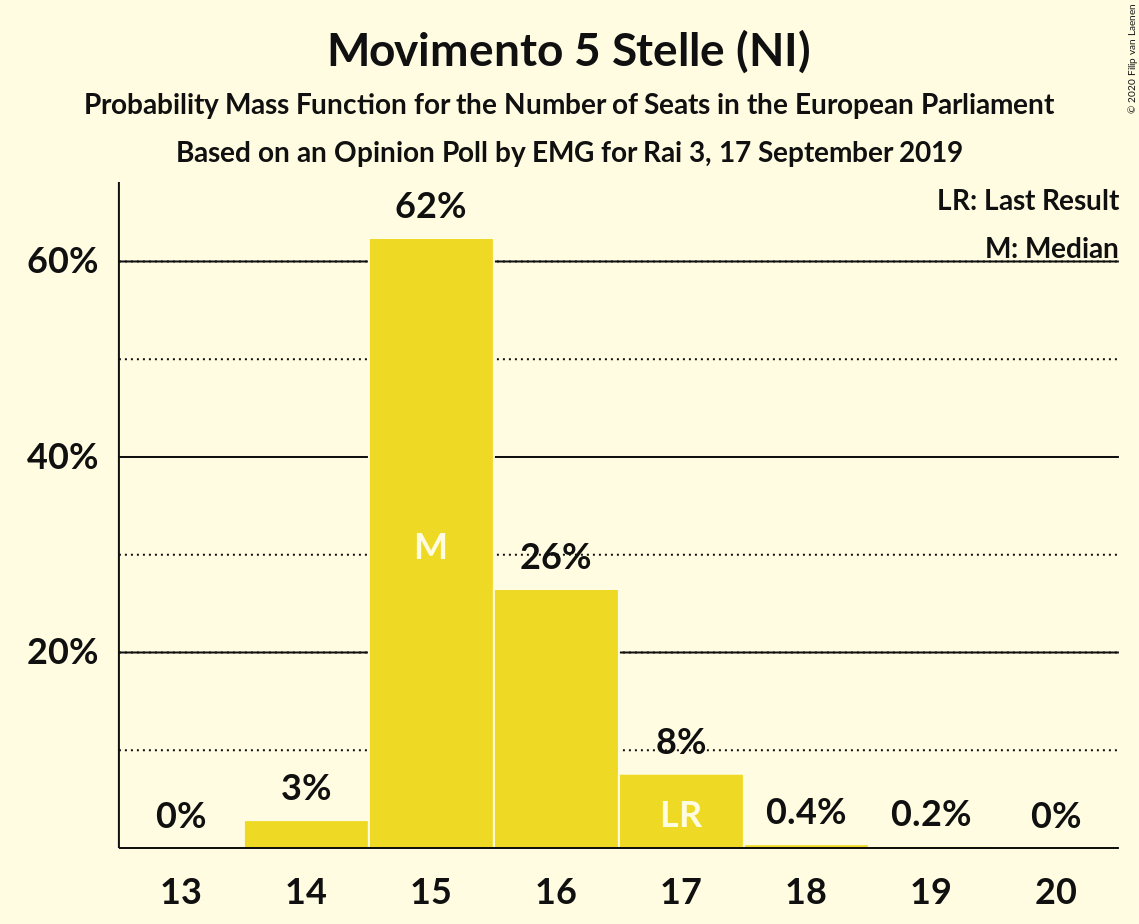 Movimento 5 Stelle (NI)
Probability Mass Function for the Number of Seats in the European Parliament
Based on an Opinion Poll by EMG for Rai 3, 17 September 2019
© 2020 Filip van Laenen
LR: Last Result
M: Median
60%
40%
20%
0%
3%
62%
26%
8%
0.4%
0.2%
0%
M
LR
13 14 15 16 17 18 19 20